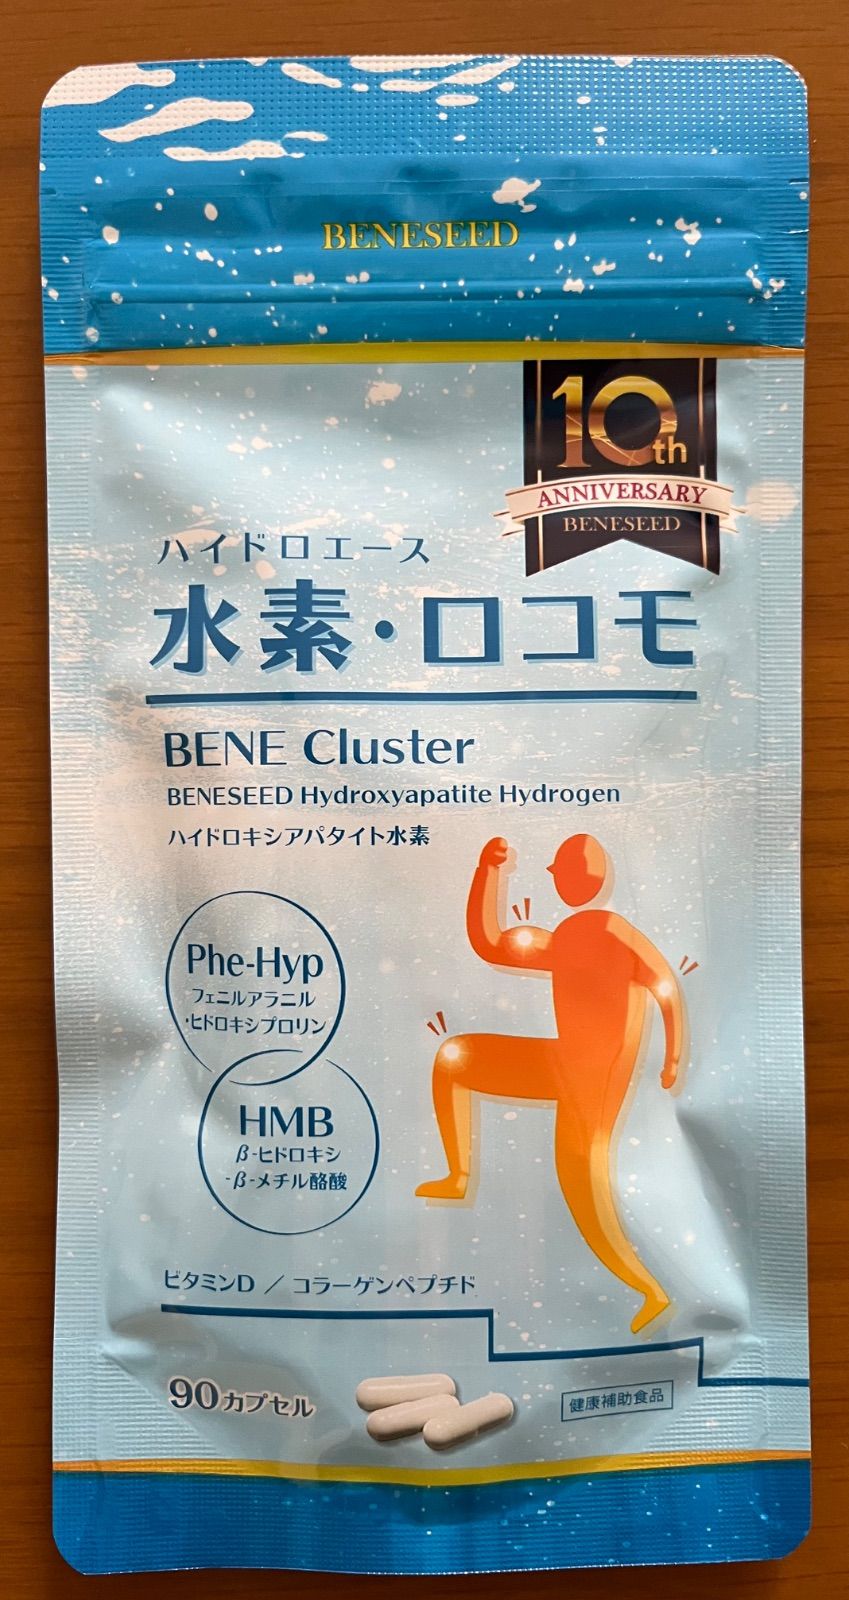 BENESEED
10th
ANNIVERSARY
BENESEED
ハイドロエース
水素・ロコモ
BENE Cluster
BENESEED Hydroxyapatite Hydrogen
ハイドロキシアパタイト水素
Phe-Hyp
フェニルアラニル
・ヒドロキシプロリン
HMB
β-ヒドロキシ
-β-メチル酪酸
ビタミンD / コラーゲンペプチド
90カプセル
健康補助食品